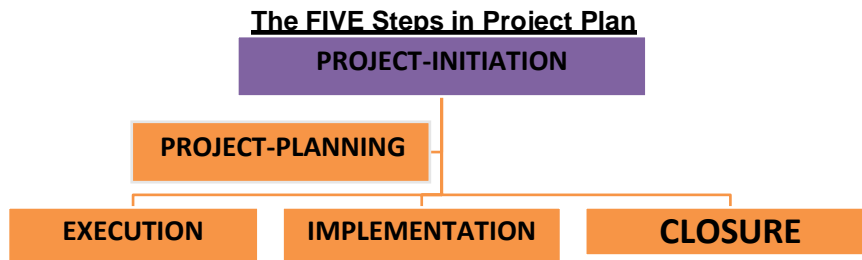 The FIVE Steps in Project Plan
PROJECT-INITIATION
PROJECT-PLANNING
EXECUTION
IMPLEMENTATION
CLOSURE